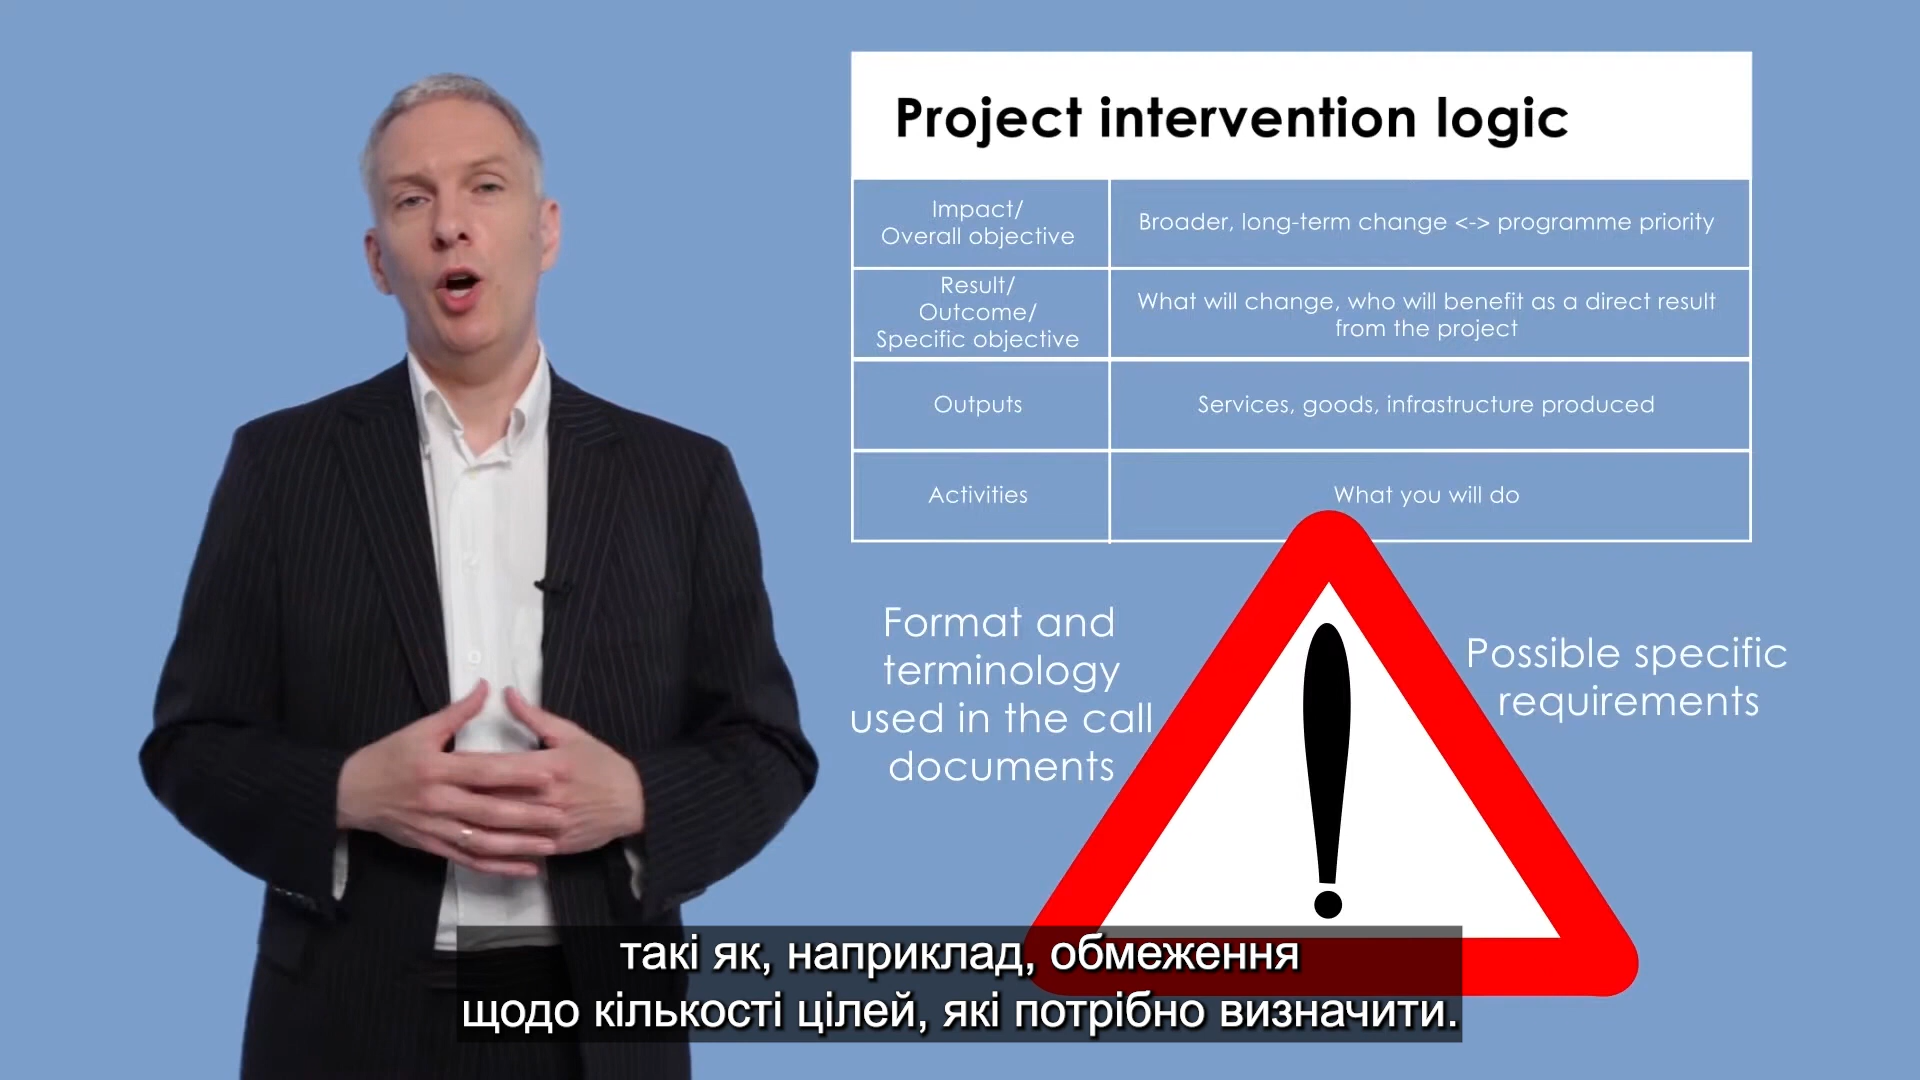 Project intervention logic
Impact/
Overall objective
Broader, long-term change <-> programme priority
Result/
Outcome/
Specific objective
What will change, who will benefit as a direct result
from the project
Outputs
Services, goods, infrastructure produced
Activities
What you will do
Format and
terminology
used in the call
documents
!
Possible specific
requirements
такі як, наприклад, обмеження
щодо кількості цілей, які потрібно визначити.